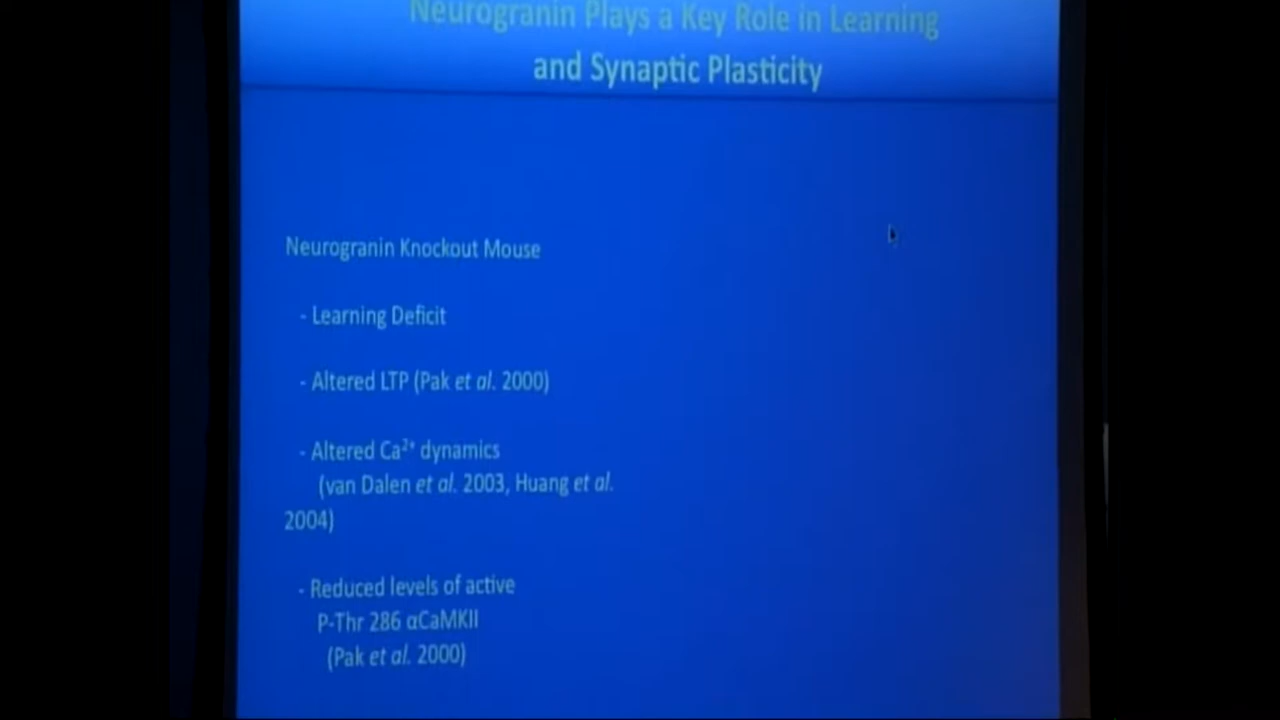 Neurogranin Plays a Key Role in Learning
and Synaptic Plasticity
Neurogranin Knockout Mouse
- Learning Deficit
- Altered LTP (Pak et al. 2000)
- Altered Ca²⁺ dynamics
(van Dalen et al. 2003, Huang et al.
2004)
- Reduced levels of active
P-Thr 286 αCaMKII
(Pak et al. 2000)